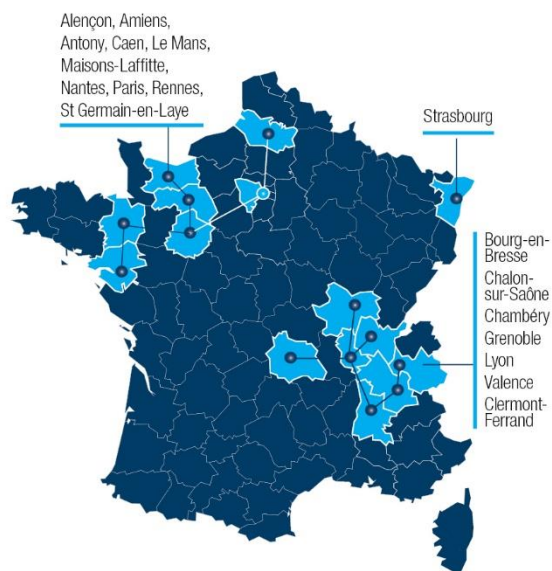 Alençon, Amiens,
Antony, Caen, Le Mans,
Maisons-Laffitte,
Nantes, Paris, Rennes,
St Germain-en-Laye
Strasbourg
Bourg-en-
Bresse
Chalon-
sur-Saône
Chambéry
Grenoble
Lyon
Valence
Clermont-
Ferrand